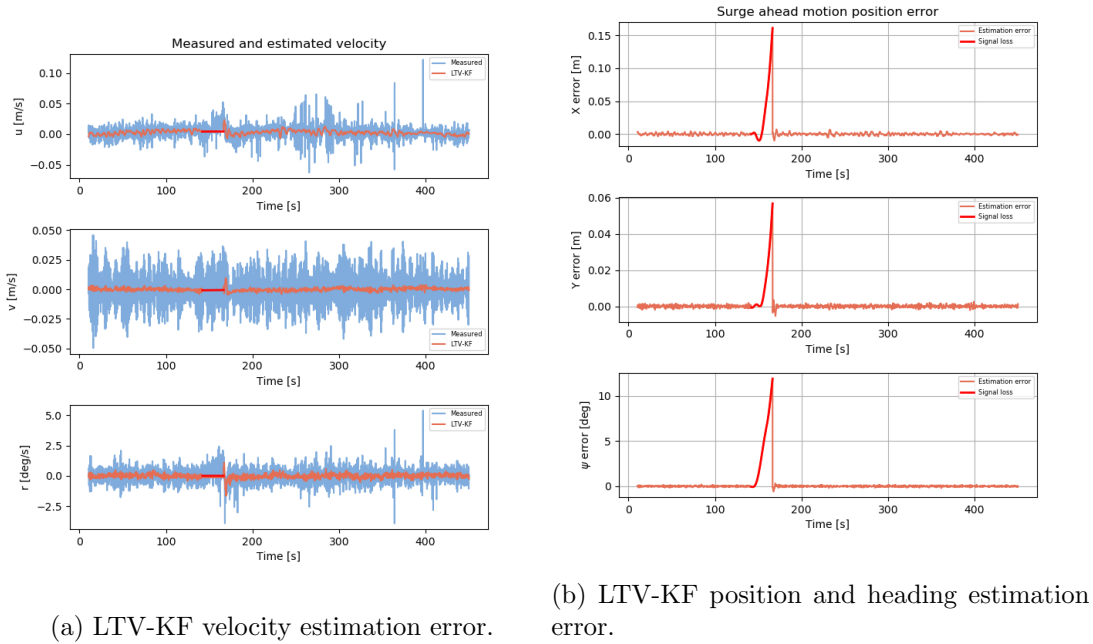 Measured and estimated velocity
Measured
LTV-KF
u [m/s]
0.10
0.05
0.00
−0.05
0 100 200 300 400
Time [s]
v [m/s]
0.050
0.025
0.000
−0.025
−0.050
Measured
LTV-KF
0 100 200 300 400
Time [s]
Measured
LTV-KF
r [deg/s]
5.0
2.5
0.0
−2.5
0 100 200 300 400
Time [s]
(a) LTV-KF velocity estimation error.
Surge ahead motion position error
Estimation error
Signal loss
X error [m]
0.15
0.10
0.05
0.00
0 100 200 300 400
Time [s]
Estimation error
Signal loss
Y error [m]
0.06
0.04
0.02
0.00
0 100 200 300 400
Time [s]
Estimation error
Signal loss
ψ error [deg]
10
5
0
0 100 200 300 400
Time [s]
(b) LTV-KF position and heading estimation
error.